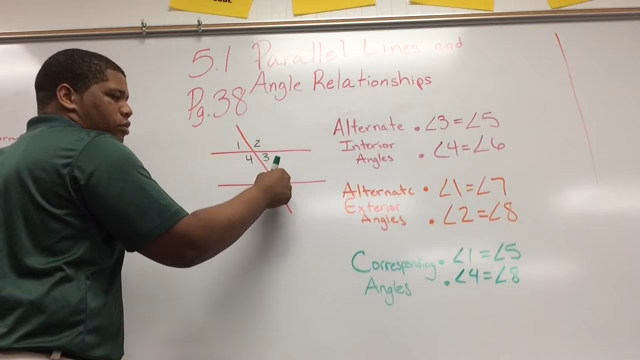 5.1 Parallel Lines and
Pg.38 Angle Relationships
1 2
4 3
Alternate • ∠3=∠5
Interior
Angles • ∠4=∠6
Alternate • ∠1=∠7
Exterior
Angles • ∠2=∠8
Corresponding • ∠1=∠5
Angles • ∠4=∠8